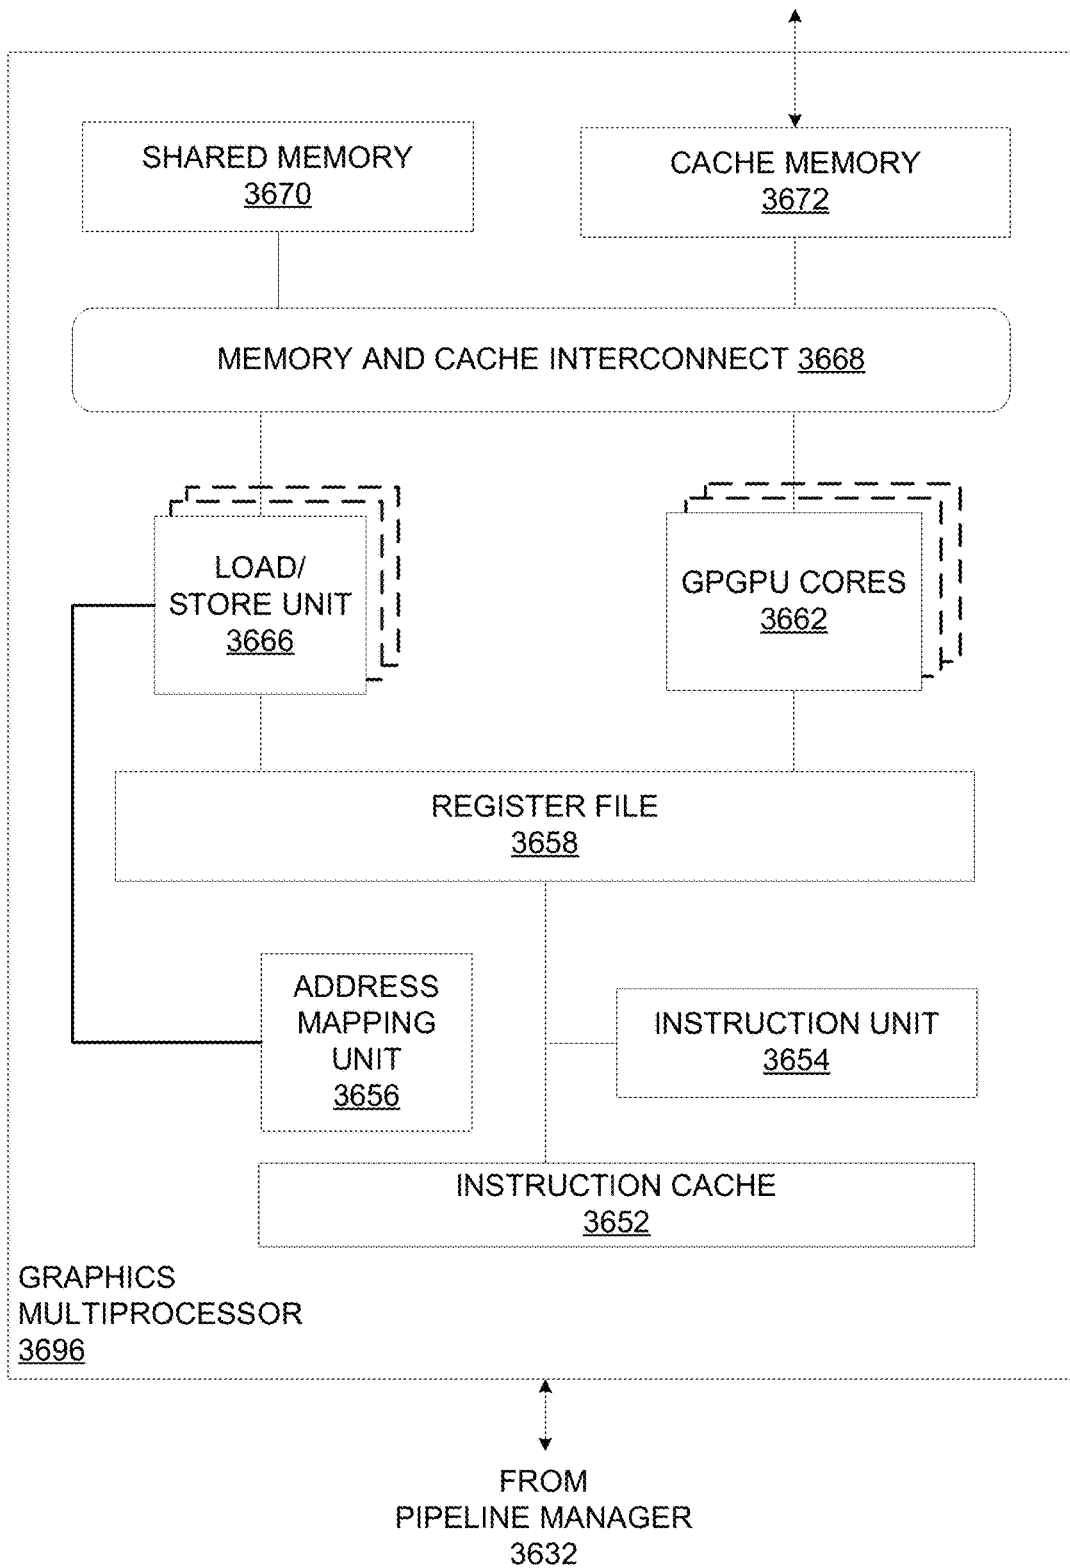 SHARED MEMORY
3670
CACHE MEMORY
3672
MEMORY AND CACHE INTERCONNECT 3668
LOAD/
STORE UNIT
3666
GPGPU CORES
3662
REGISTER FILE
3658
ADDRESS
MAPPING
UNIT
3656
INSTRUCTION UNIT
3654
INSTRUCTION CACHE
3652
GRAPHICS
MULTIPROCESSOR
3696
FROM
PIPELINE MANAGER
3632